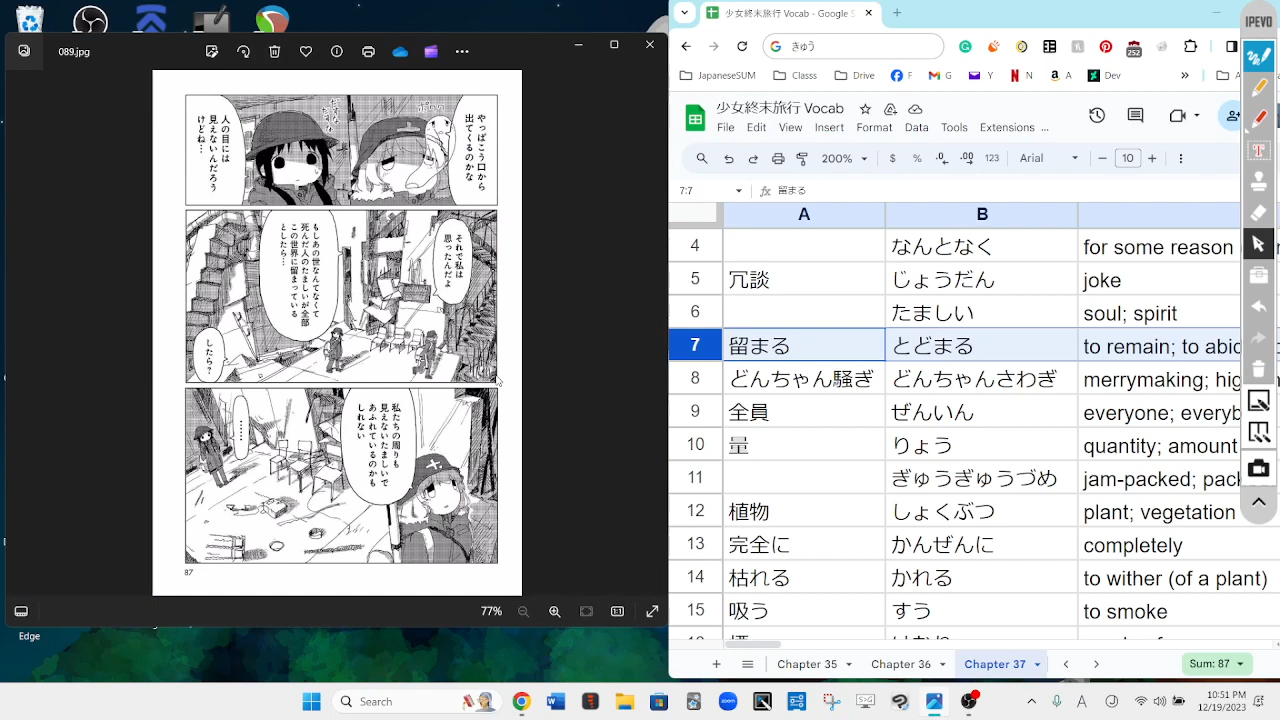 089.jpg
ポワワ
やっぱこう口から
出てくるのかな
人の目には
見えないんだろう
けどね…
それで私は
思ったんだよ
もしあの世なんてなくて
死んだ人のたましいが全部
この世界に留まっている
としたら…
したら？
私たちの周りも
見えないたましいで
あふれているのかも
しれない
……
87
77%
Edge
少女終末旅行 Vocab - Google S
きゅう
JapaneseSUM
Class
Drive
F
G
Y
N
A
Dev
252
少女終末旅行 Vocab
File Edit View Insert Format Data Tools Extensions ...
200% $ % .0 .00 123 Arial 10
7:7
fx 留まる
A B
4 なんとなく for some reason
5 冗談 じょうだん joke
6 たましい soul; spirit
7 留まる とどまる to remain; to abid
8 どんちゃん騒ぎ どんちゃんさわぎ merrymaking; hig
9 全員 ぜんいん everyone; everyb
10 量 りょう quantity; amount
11 ぎゅうぎゅうづめ jam-packed; pack
12 植物 しょくぶつ plant; vegetation
13 完全に かんぜんに completely
14 枯れる かれる to wither (of a plant)
15 吸う すう to smoke
Chapter 35 Chapter 36 Chapter 37
Sum: 87
IPEVO
T
Search
zoom
A
10:51 PM
12/19/2023